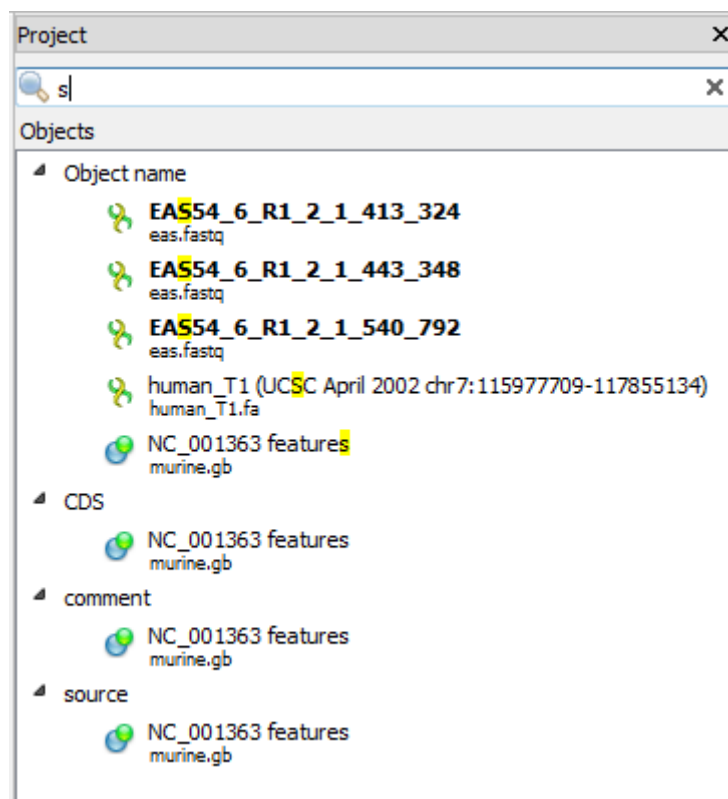 Project
s
Objects
Object name
EAS54_6_R1_2_1_413_324
eas.fastq
EAS54_6_R1_2_1_443_348
eas.fastq
EAS54_6_R1_2_1_540_792
eas.fastq
human_T1 (UCSC April 2002 chr7:115977709-117855134)
human_T1.fa
NC_001363 features
murine.gb
CDS
NC_001363 features
murine.gb
comment
NC_001363 features
murine.gb
source
NC_001363 features
murine.gb